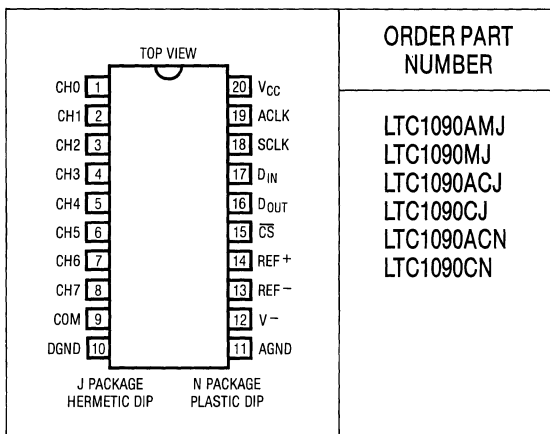 TOP VIEW
CH0 1 20 VCC
CH1 2 19 ACLK
CH2 3 18 SCLK
CH3 4 17 DIN
CH4 5 16 DOUT
CH5 6 15 C̅S̅
CH6 7 14 REF+
CH7 8 13 REF−
COM 9 12 V−
DGND 10 11 AGND
J PACKAGE
HERMETIC DIP
N PACKAGE
PLASTIC DIP
ORDER PART
NUMBER
LTC1090AMJ
LTC1090MJ
LTC1090ACJ
LTC1090CJ
LTC1090ACN
LTC1090CN